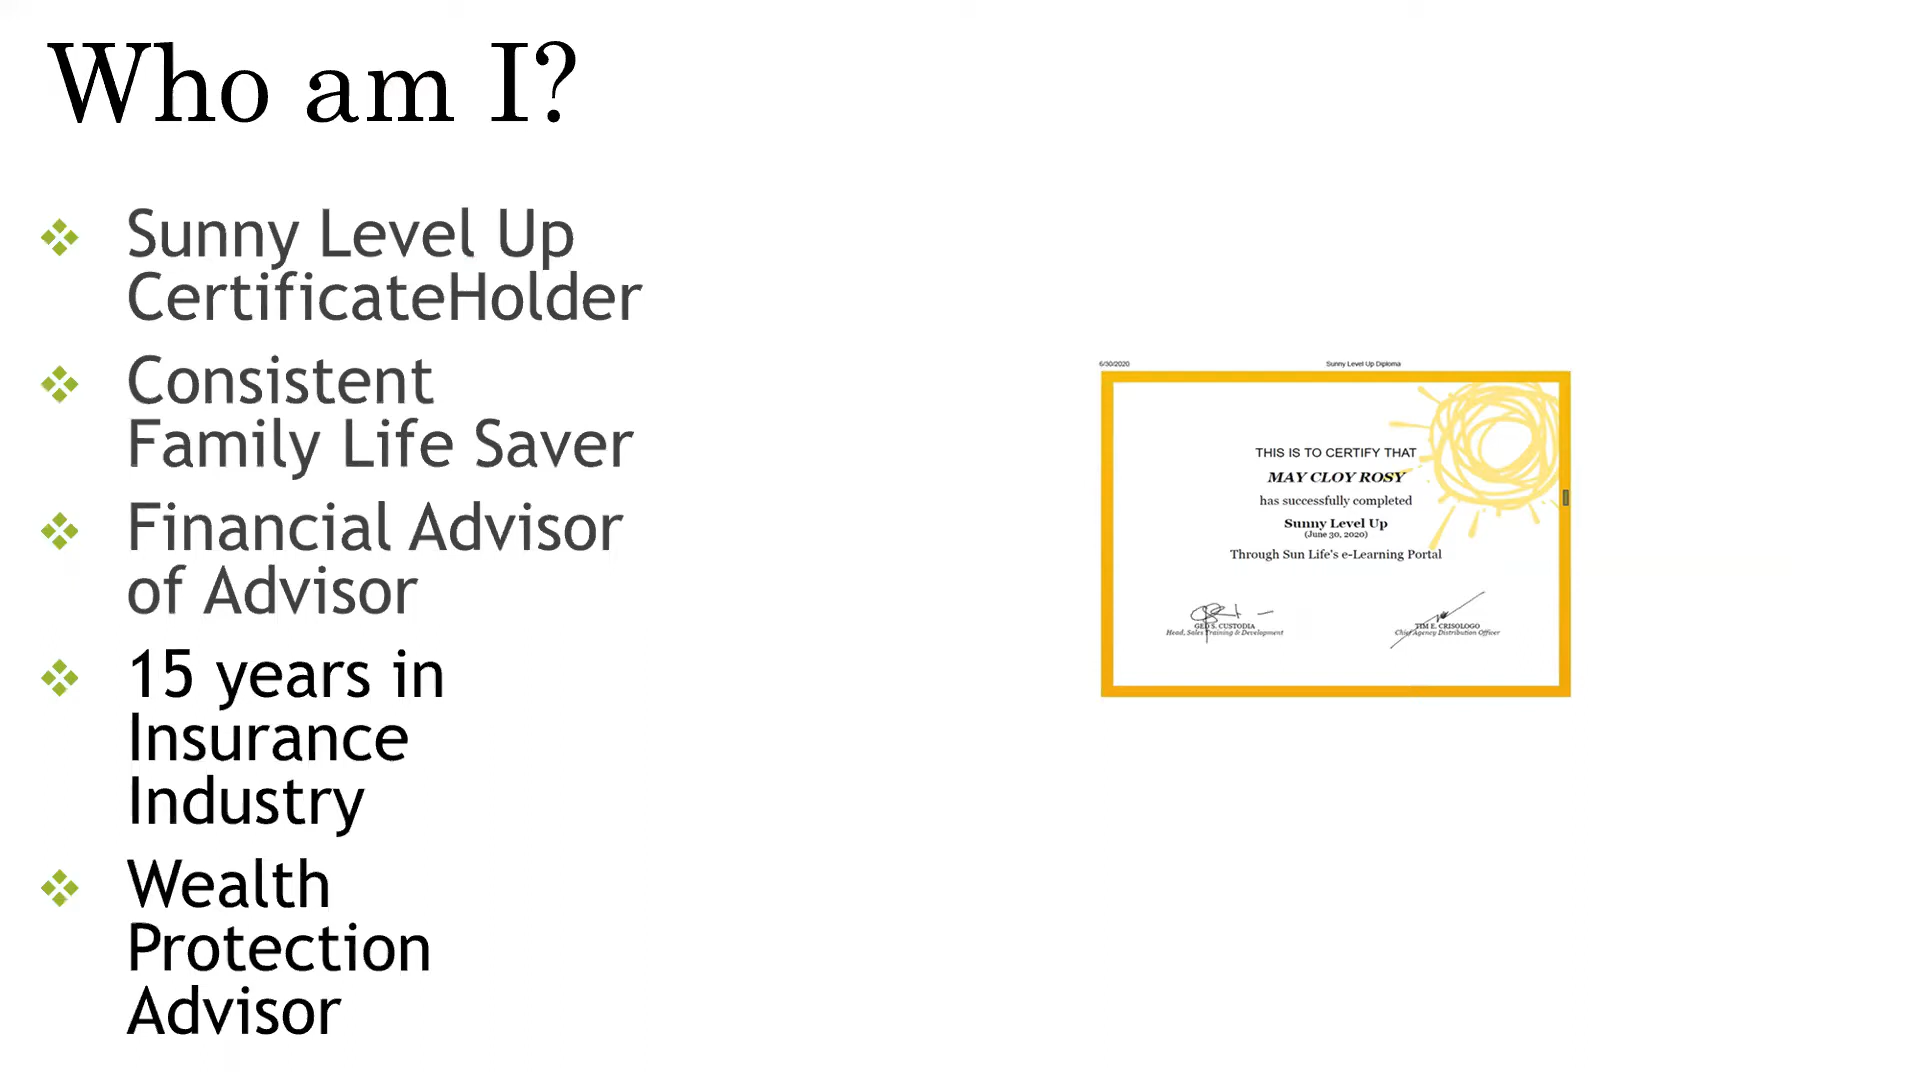 Who am I?
Sunny Level Up
CertificateHolder
Consistent
Family Life Saver
Financial Advisor
of Advisor
15 years in
Insurance
Industry
Wealth
Protection
Advisor
6/30/2020
Sunny Level Up Diploma
THIS IS TO CERTIFY THAT
MAY CLOY ROSY
has successfully completed
Sunny Level Up
(June 30, 2020)
Through Sun Life's e-Learning Portal
GED S. CUSTODIA
Head, Sales Training & Development
TIM E. CRISOLOGO
Chief Agency Distribution Officer